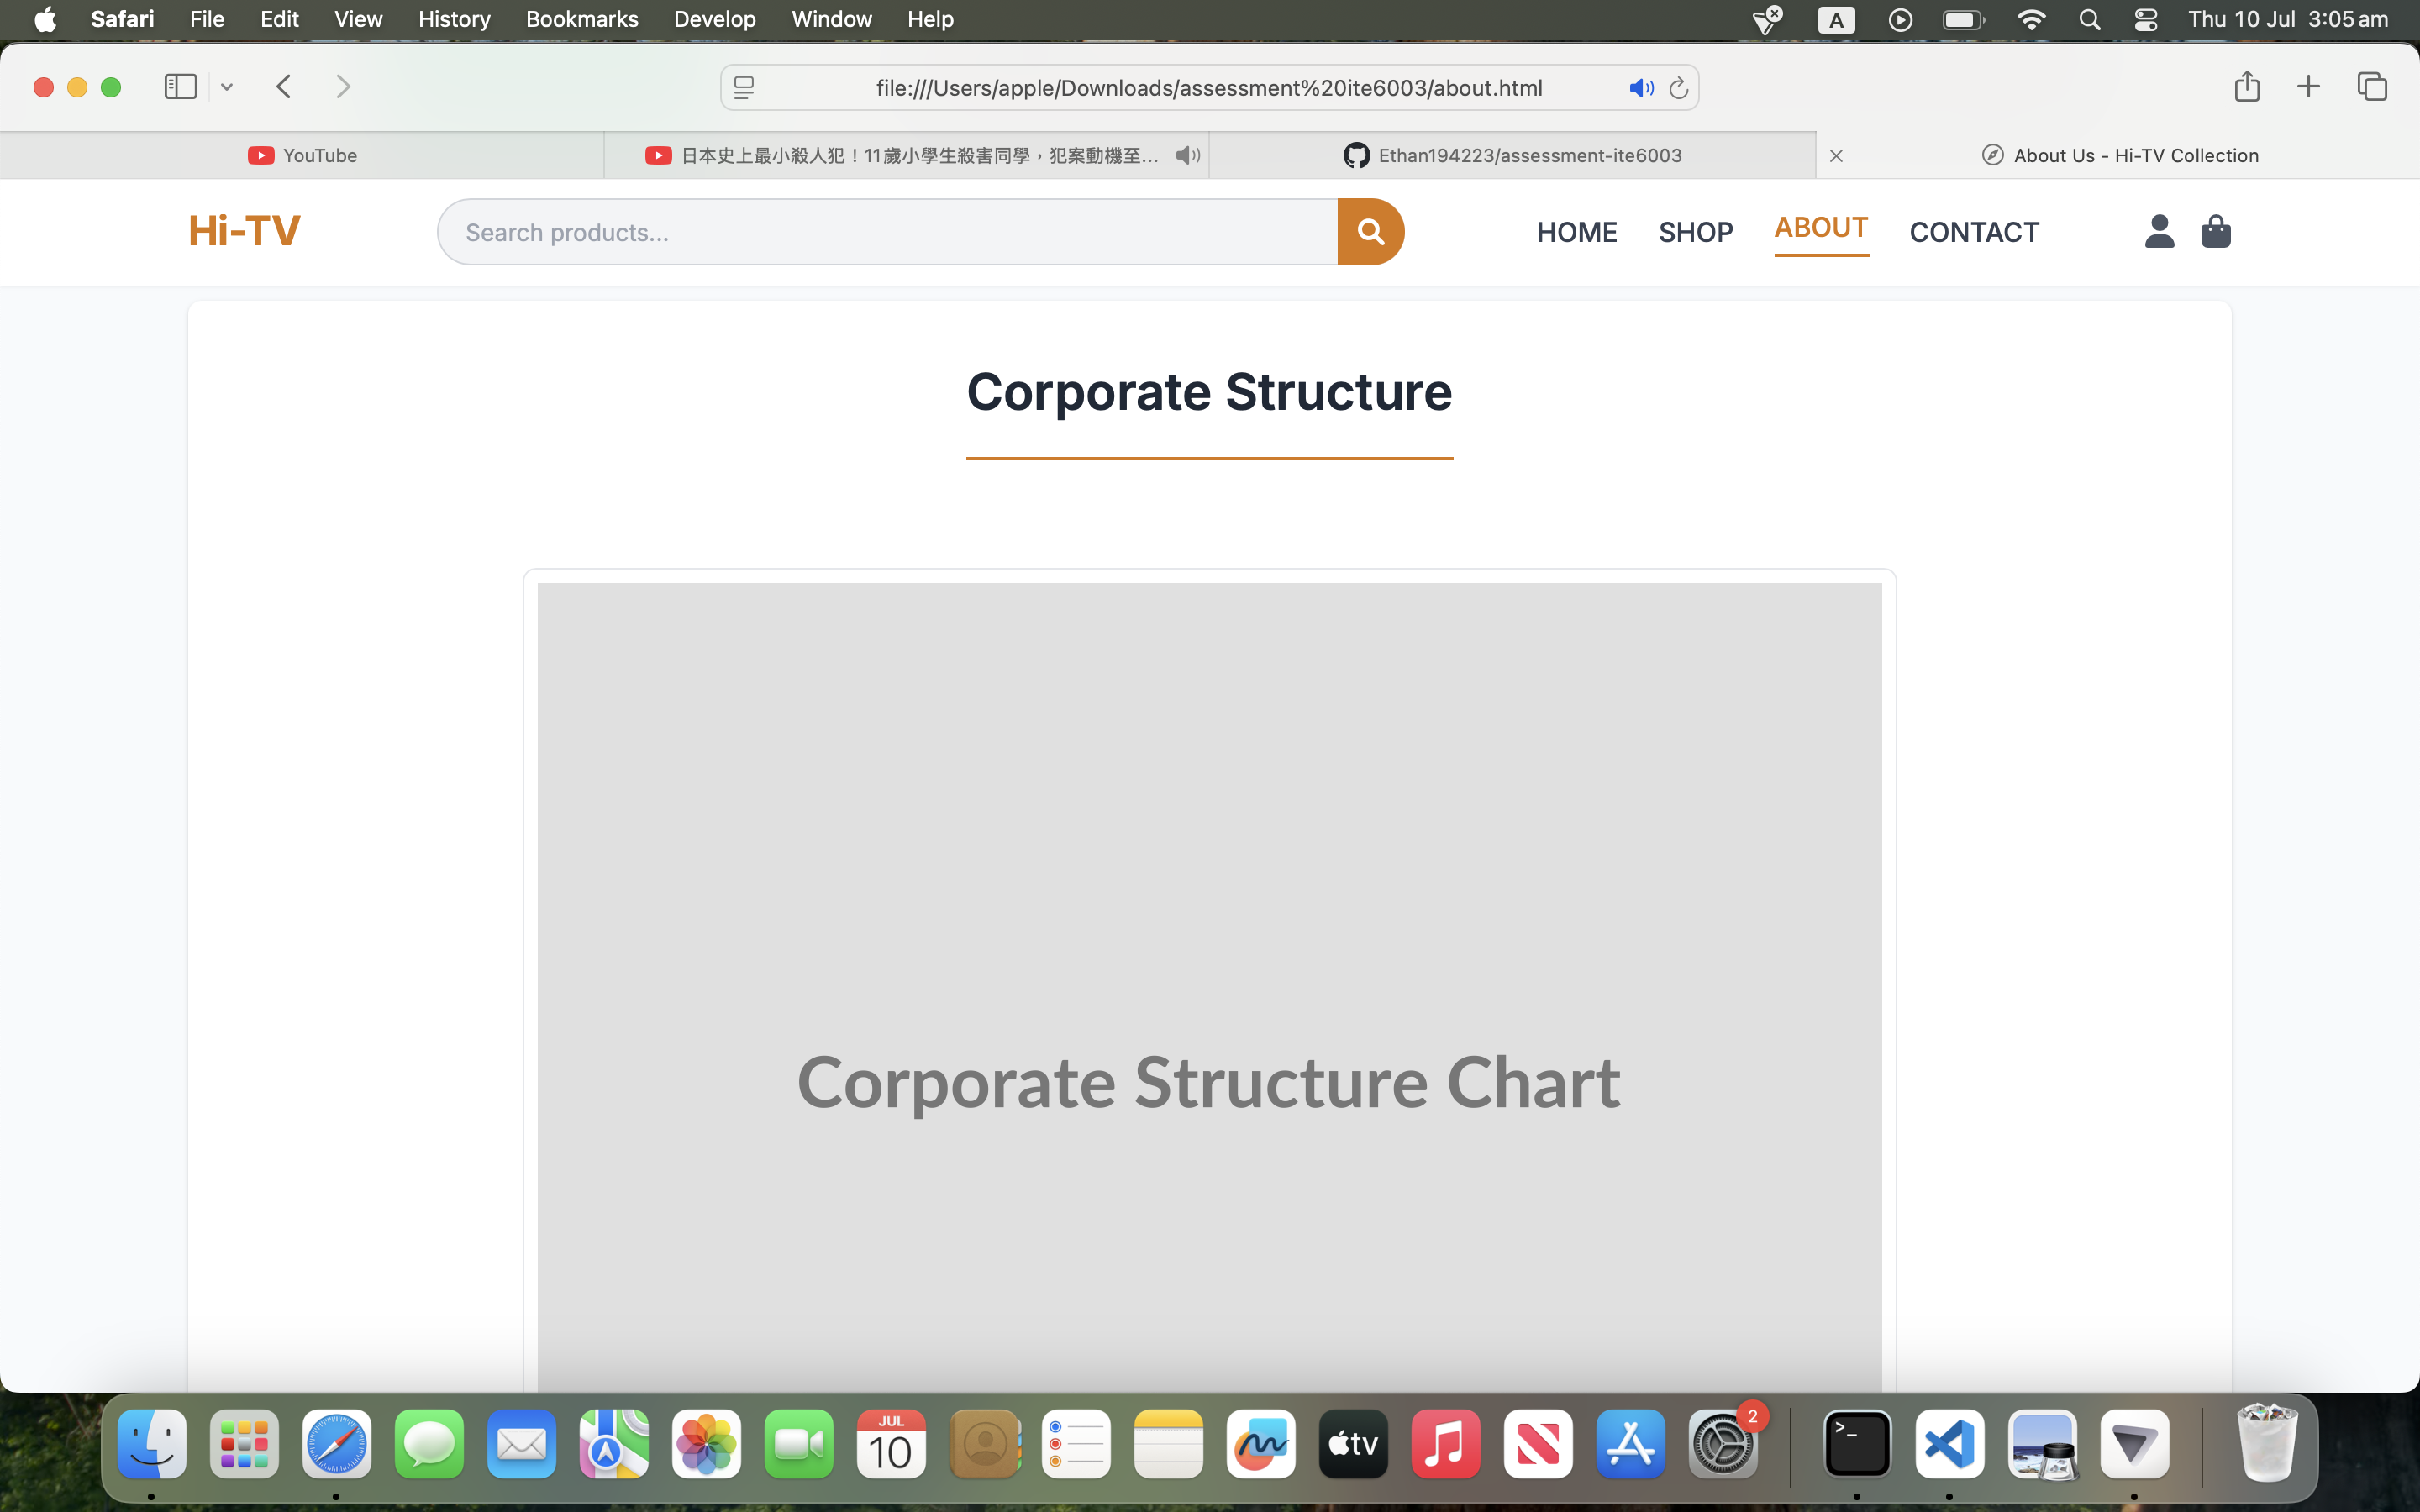 Safari File Edit View History Bookmarks Develop Window Help A Thu 10 Jul 3:05 am
file:///Users/apple/Downloads/assessment%20ite6003/about.html
YouTube 日本史上最小殺人犯！11歲小學生殺害同學，犯案動機至... Ethan194223/assessment-ite6003 About Us - Hi-TV Collection
Hi-TV Search products... HOME SHOP ABOUT CONTACT
Corporate Structure
Corporate Structure Chart
JUL
10
tv
2
>_